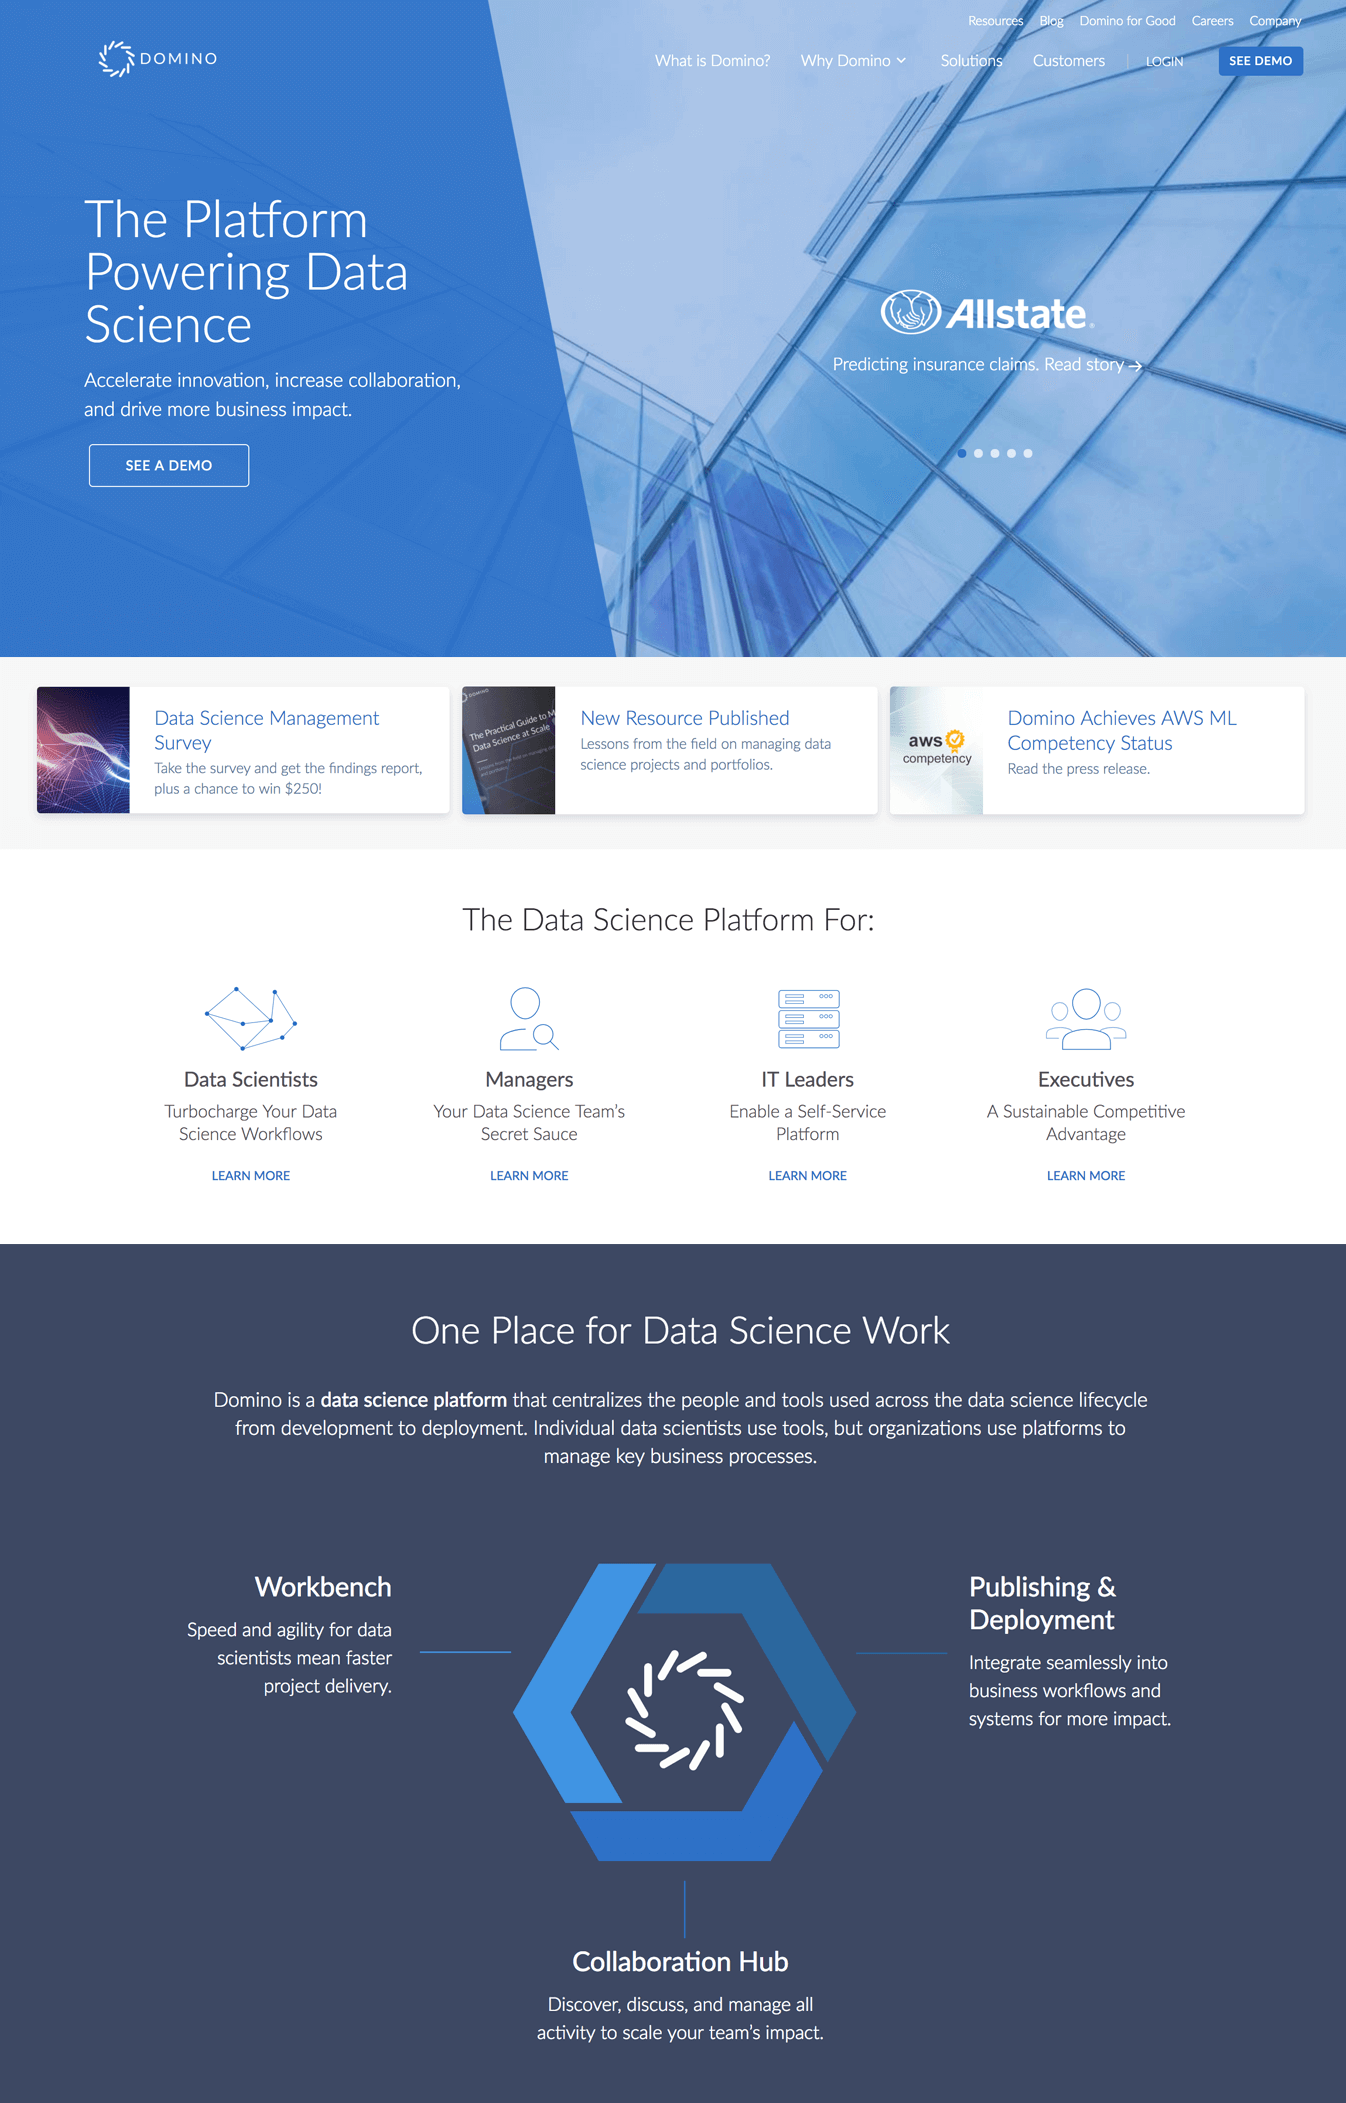 Resources Blog Domino for Good Careers Company
DOMINO
What is Domino? Why Domino Solutions Customers LOGIN SEE DEMO
The Platform
Powering Data
Science
Accelerate innovation, increase collaboration,
and drive more business impact.
SEE A DEMO
Allstate
Predicting insurance claims. Read story
Data Science Management
Survey
Take the survey and get the findings report,
plus a chance to win $250!
DOMINO
The Practical Guide to M
Data Science at Scale
New Resource Published
Lessons from the field on managing data
science projects and portfolios.
aws
competency
Domino Achieves AWS ML
Competency Status
Read the press release.
The Data Science Platform For:
Data Scientists
Turbocharge Your Data
Science Workflows
LEARN MORE
Managers
Your Data Science Team’s
Secret Sauce
LEARN MORE
IT Leaders
Enable a Self-Service
Platform
LEARN MORE
Executives
A Sustainable Competitive
Advantage
LEARN MORE
One Place for Data Science Work
Domino is a data science platform that centralizes the people and tools used across the data science lifecycle
from development to deployment. Individual data scientists use tools, but organizations use platforms to
manage key business processes.
Workbench
Speed and agility for data
scientists mean faster
project delivery.
Publishing &
Deployment
Integrate seamlessly into
business workflows and
systems for more impact.
Collaboration Hub
Discover, discuss, and manage all
activity to scale your team’s impact.